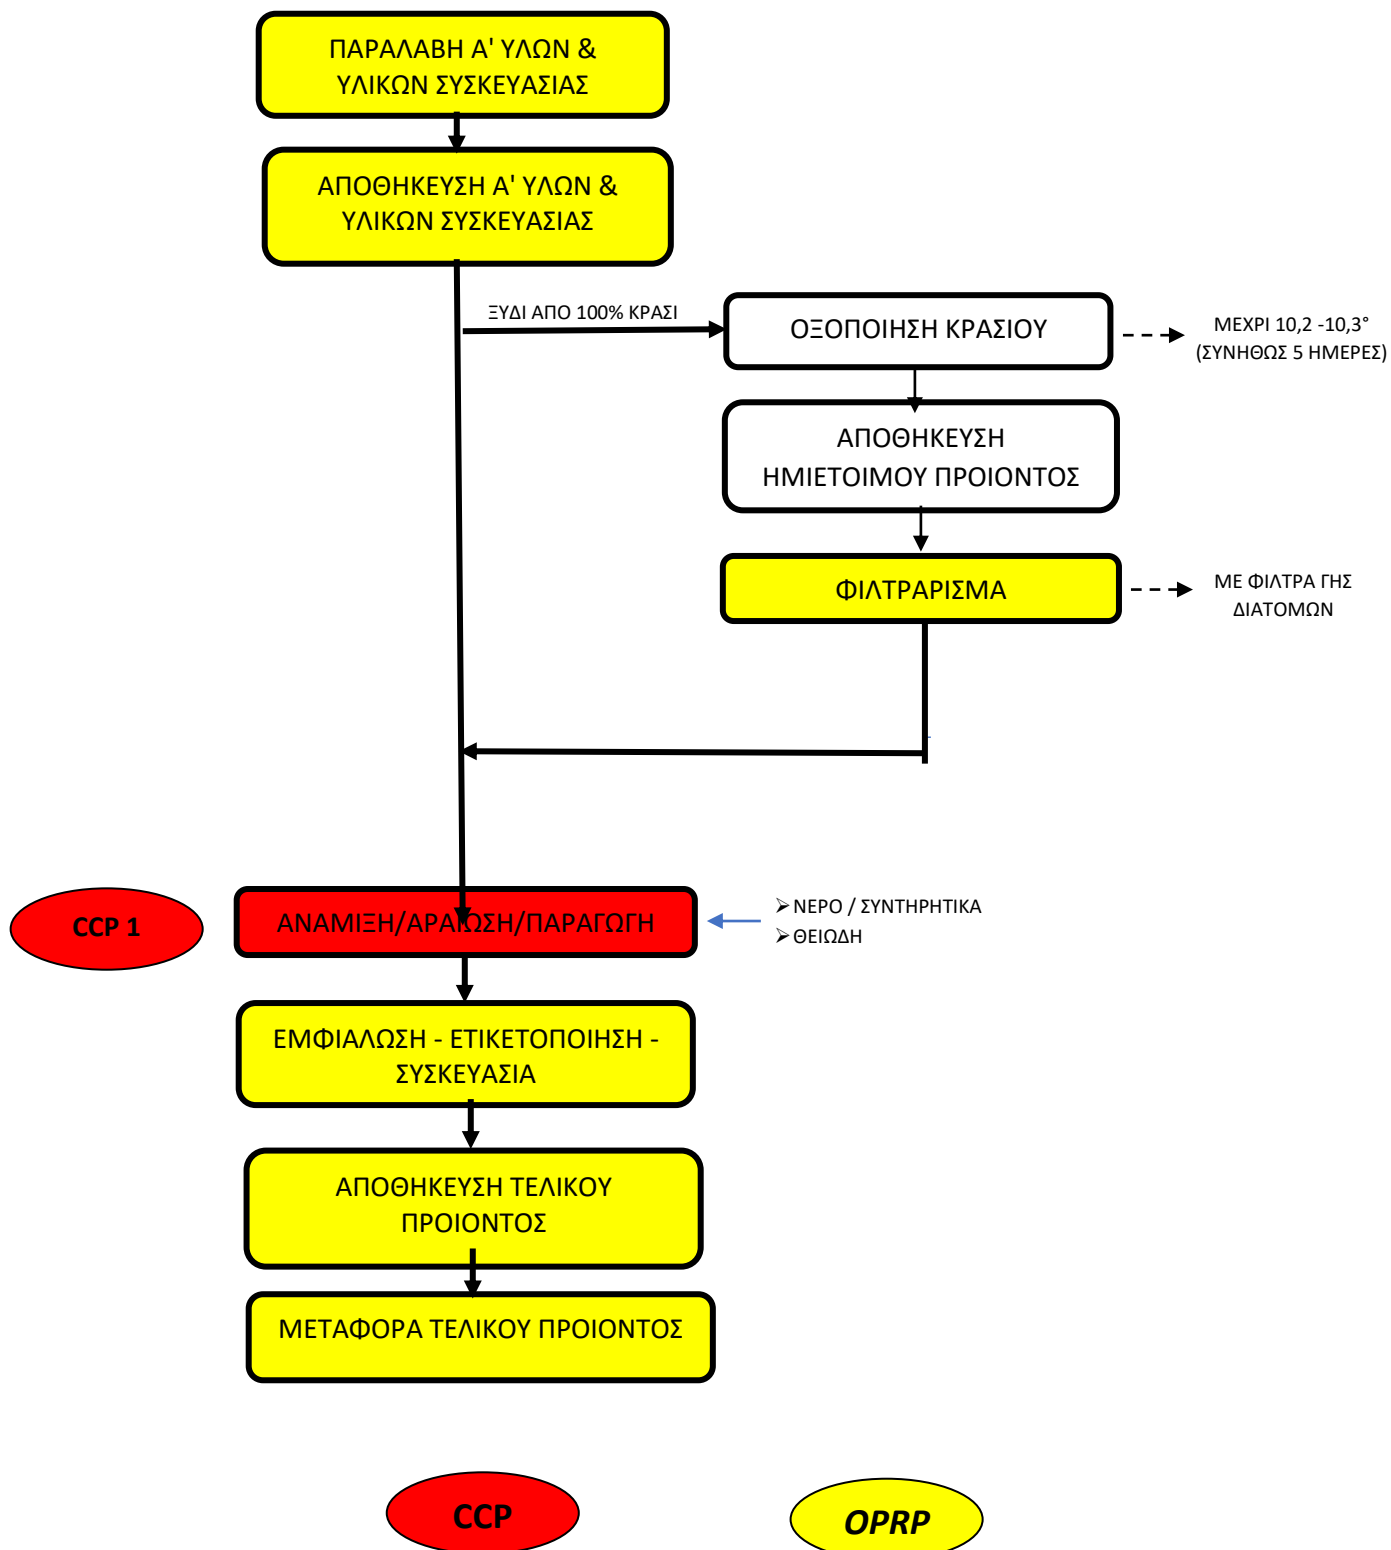 ΠΑΡΑΛΑΒΗ Α' ΥΛΩΝ &
ΥΛΙΚΩΝ ΣΥΣΚΕΥΑΣΙΑΣ
ΑΠΟΘΗΚΕΥΣΗ Α' ΥΛΩΝ &
ΥΛΙΚΩΝ ΣΥΣΚΕΥΑΣΙΑΣ
ΞΥΔΙ ΑΠΟ 100% ΚΡΑΣΙ
ΟΞΟΠΟΙΗΣΗ ΚΡΑΣΙΟΥ
ΜΕΧΡΙ 10,2 -10,3°
(ΣΥΝΗΘΩΣ 5 ΗΜΕΡΕΣ)
ΑΠΟΘΗΚΕΥΣΗ
ΗΜΙΕΤΟΙΜΟΥ ΠΡΟΙΟΝΤΟΣ
ΦΙΛΤΡΑΡΙΣΜΑ
ΜΕ ΦΙΛΤΡΑ ΓΗΣ
ΔΙΑΤΟΜΩΝ
CCP 1
ΑΝΑΜΙΞΗ/ΑΡΑΙΩΣΗ/ΠΑΡΑΓΩΓΗ
➢ ΝΕΡΟ / ΣΥΝΤΗΡΗΤΙΚΑ
➢ ΘΕΙΩΔΗ
ΕΜΦΙΑΛΩΣΗ - ΕΤΙΚΕΤΟΠΟΙΗΣΗ -
ΣΥΣΚΕΥΑΣΙΑ
ΑΠΟΘΗΚΕΥΣΗ ΤΕΛΙΚΟΥ
ΠΡΟΙΟΝΤΟΣ
ΜΕΤΑΦΟΡΑ ΤΕΛΙΚΟΥ ΠΡΟΙΟΝΤΟΣ
CCP
OPRP